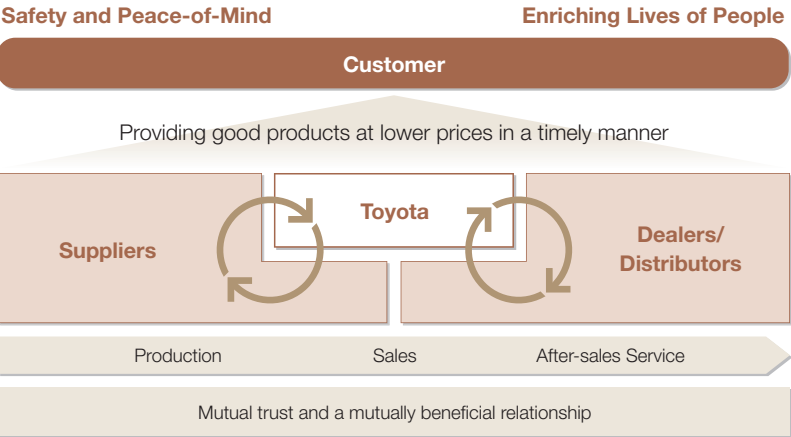 Safety and Peace-of-Mind
Enriching Lives of People
Customer
Providing good products at lower prices in a timely manner
Suppliers
Toyota
Dealers/
Distributors
Production
Sales
After-sales Service
Mutual trust and a mutually beneficial relationship